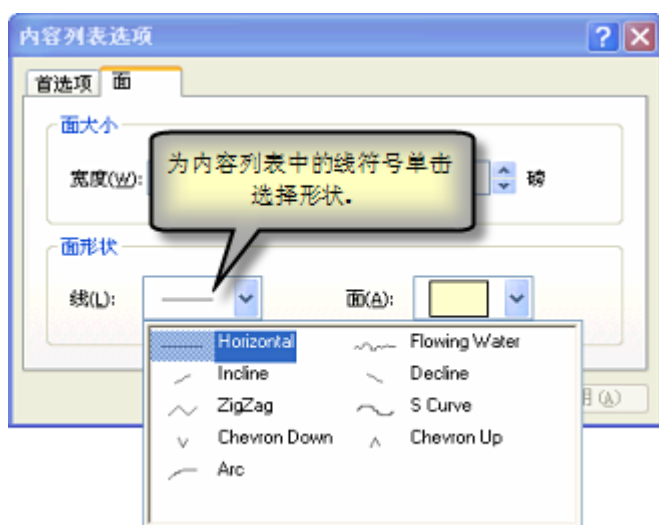 内容列表选项
首选项 面
面大小
宽度(W): 磅
为内容列表中的线符号单击
选择形状.
面形状
线(L): 面(A):
Horizontal Flowing Water
Incline Decline
ZigZag S Curve
(A)
Chevron Down Chevron Up
Arc